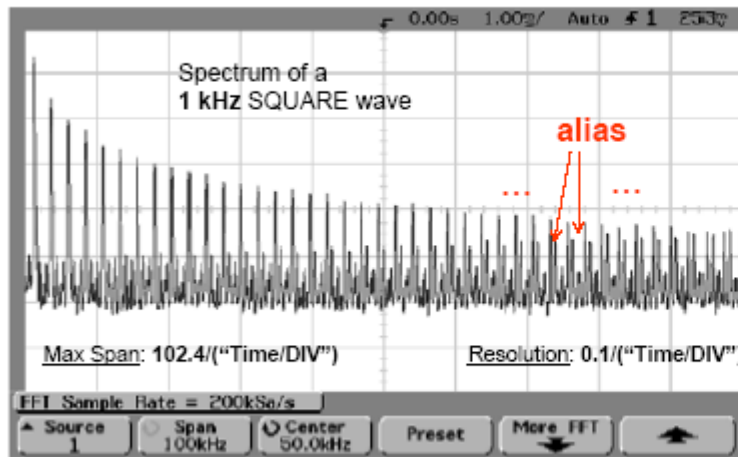 0.00s 1.00㎳/ Auto 1
Spectrum of a
1 kHz SQUARE wave
alias
... ...
Max Span: 102.4/(“Time/DIV”) Resolution: 0.1/(“Time/DIV”)
FFT Sample Rate = 200kSa/s
Source Span Center Preset More FFT
1 100kHz 50.0kHz